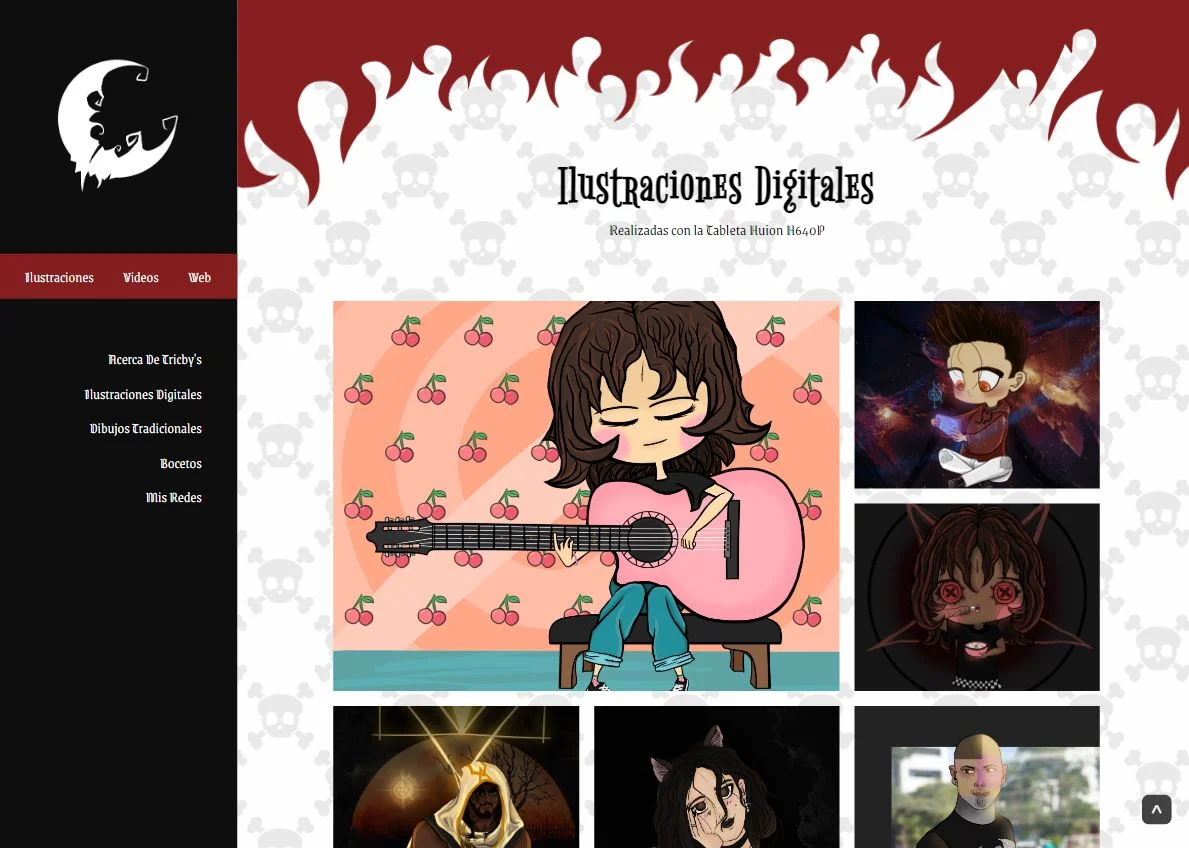 Ilustraciones Videos Web
Acerca De Tricby's
Ilustraciones Digitales
Dibujos Tradicionales
Bocetos
Mis Redes
Ilustraciones Digitales
Realizadas con la Tableta Huion H640P